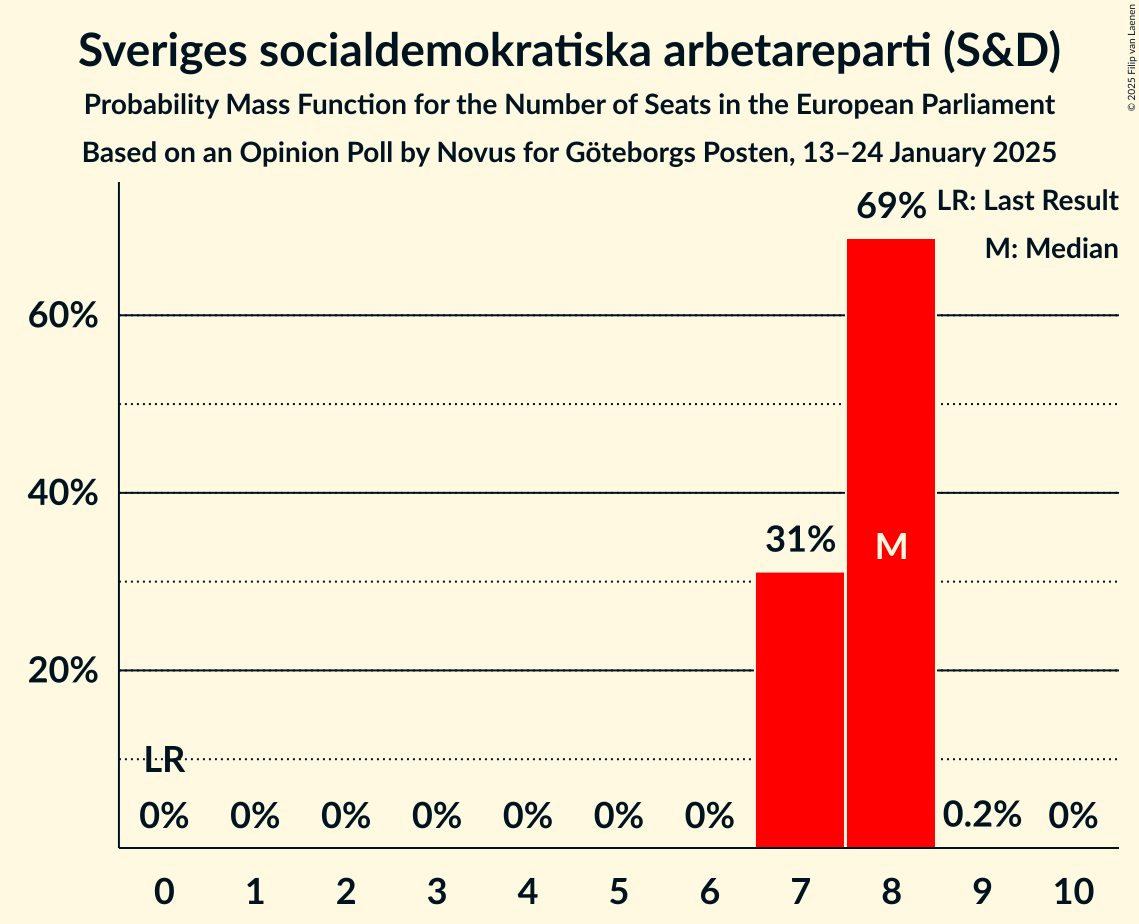 Sveriges socialdemokratiska arbetareparti (S&D)
Probability Mass Function for the Number of Seats in the European Parliament
Based on an Opinion Poll by Novus for Göteborgs Posten, 13–24 January 2025
© 2025 Filip van Laenen
69%
LR: Last Result
M: Median
60%
40%
31%
M
20%
LR
0% 0% 0% 0% 0% 0% 0% 0.2% 0%
0 1 2 3 4 5 6 7 8 9 10